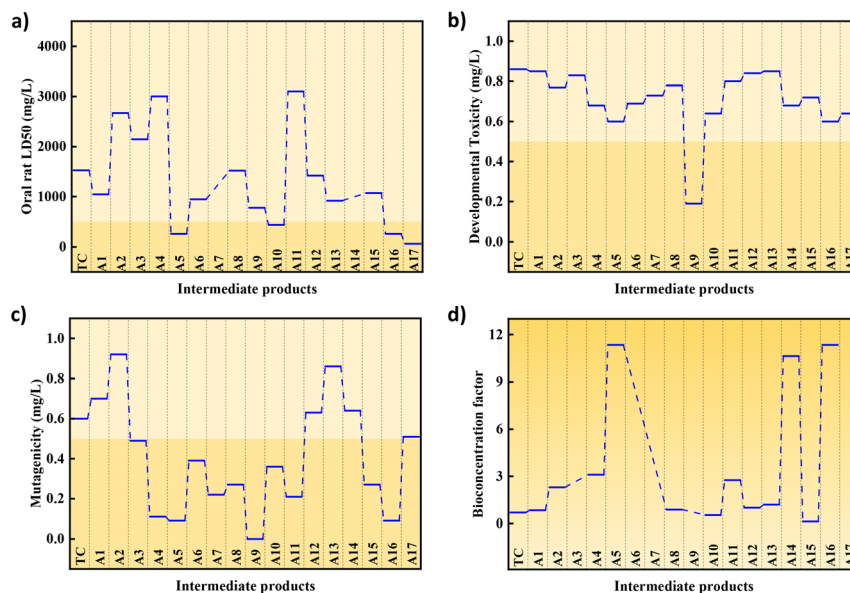 a)
Oral rat LD50 (mg/L)
4000
3000
2000
1000
0
TC A1 A2 A3 A4 A5 A6 A7 A8 A9 A10 A11 A12 A13 A14 A15 A16 A17
Intermediate products
b)
Developmental Toxicity (mg/L)
1.0
0.8
0.6
0.4
0.2
0.0
TC A1 A2 A3 A4 A5 A6 A7 A8 A9 A10 A11 A12 A13 A14 A15 A16 A17
Intermediate products
c)
Mutagenicity (mg/L)
1.0
0.8
0.6
0.4
0.2
0.0
TC A1 A2 A3 A4 A5 A6 A7 A8 A9 A10 A11 A12 A13 A14 A15 A16 A17
Intermediate products
d)
Bioconcentration factor
12
9
6
3
0
TC A1 A2 A3 A4 A5 A6 A7 A8 A9 A10 A11 A12 A13 A14 A15 A16 A17
Intermediate products